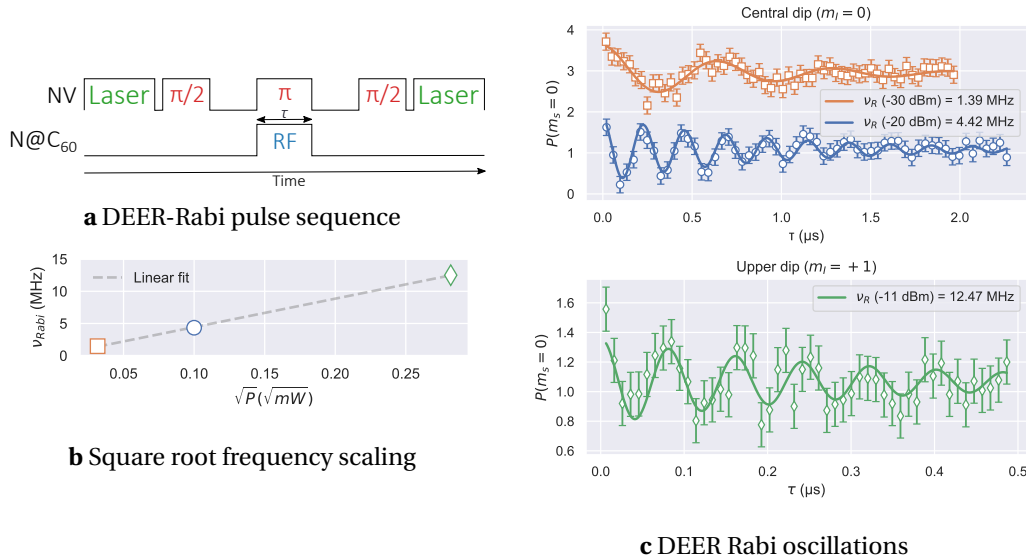 NV
Laser
π/2
π
π/2
Laser
τ
N@C60
RF
Time
a DEER-Rabi pulse sequence
15
10
5
0
νRabi (MHz)
Linear fit
0.05
0.10
0.15
0.20
0.25
√P(√mW)
b Square root frequency scaling
Central dip (mI = 0)
4
3
2
1
0
P(ms = 0)
νR (-30 dBm) = 1.39 MHz
νR (-20 dBm) = 4.42 MHz
0.0
0.5
1.0
1.5
2.0
τ (μs)
Upper dip (mI = +1)
1.6
1.4
1.2
1.0
0.8
0.6
P(ms = 0)
νR (-11 dBm) = 12.47 MHz
0.0
0.1
0.2
0.3
0.4
0.5
τ (μs)
c DEER Rabi oscillations